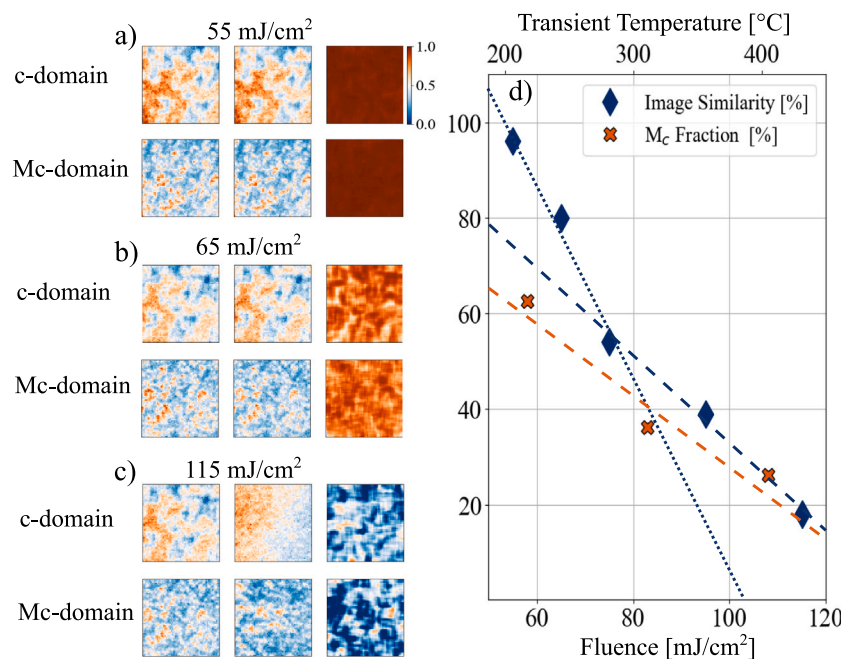 a)
55 mJ/cm²
c-domain
1.0
0.5
0.0
Mc-domain
b)
65 mJ/cm²
c-domain
Mc-domain
c)
115 mJ/cm²
c-domain
Mc-domain
Transient Temperature [°C]
200
300
400
d)
Image Similarity [%]
M_c Fraction [%]
100
80
60
40
20
60
80
100
120
Fluence [mJ/cm²]